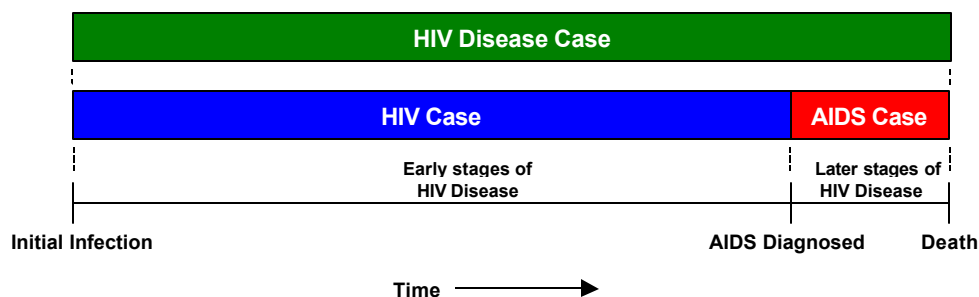 HIV Disease Case
HIV Case
AIDS Case
Early stages of
HIV Disease
Later stages of
HIV Disease
Initial Infection
AIDS Diagnosed
Death
Time